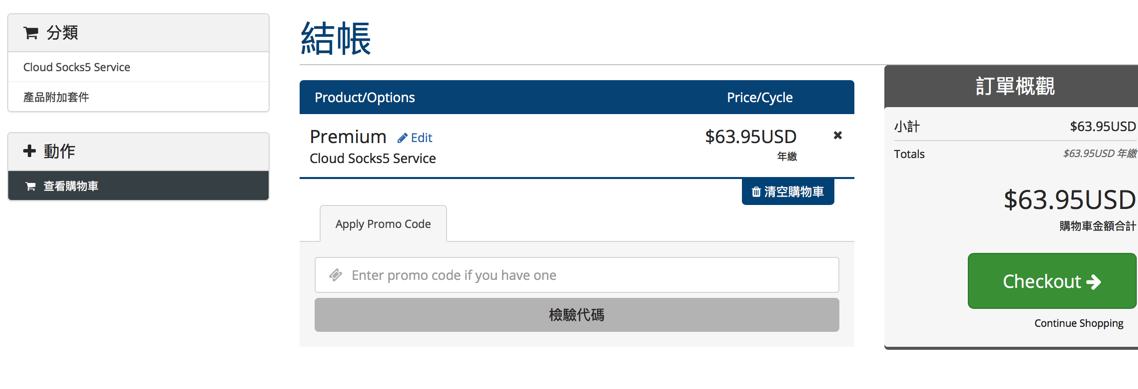 分類
Cloud Socks5 Service
產品附加套件
動作
查看購物車
結帳
Product/Options Price/Cycle
Premium Edit $63.95USD
Cloud Socks5 Service 年繳
清空購物車
Apply Promo Code
Enter promo code if you have one
檢驗代碼
訂單概觀
小計 $63.95USD
Totals $63.95USD 年繳
$63.95USD
購物車金額合計
Checkout
Continue Shopping